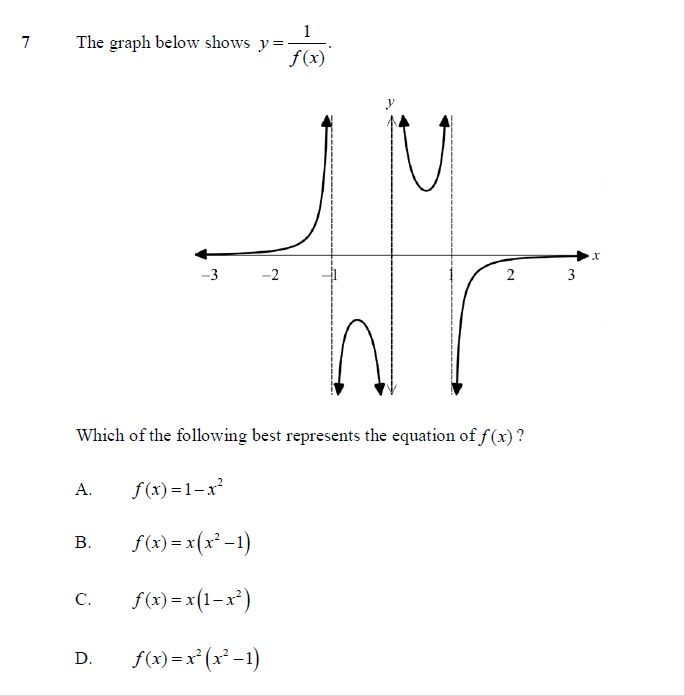 7 The graph below shows y = 1/f(x).
y
x
–3 –2 –1 1 2 3
Which of the following best represents the equation of f(x)?
A. f(x) = 1 – x²
B. f(x) = x(x² – 1)
C. f(x) = x(1 – x²)
D. f(x) = x²(x² – 1)